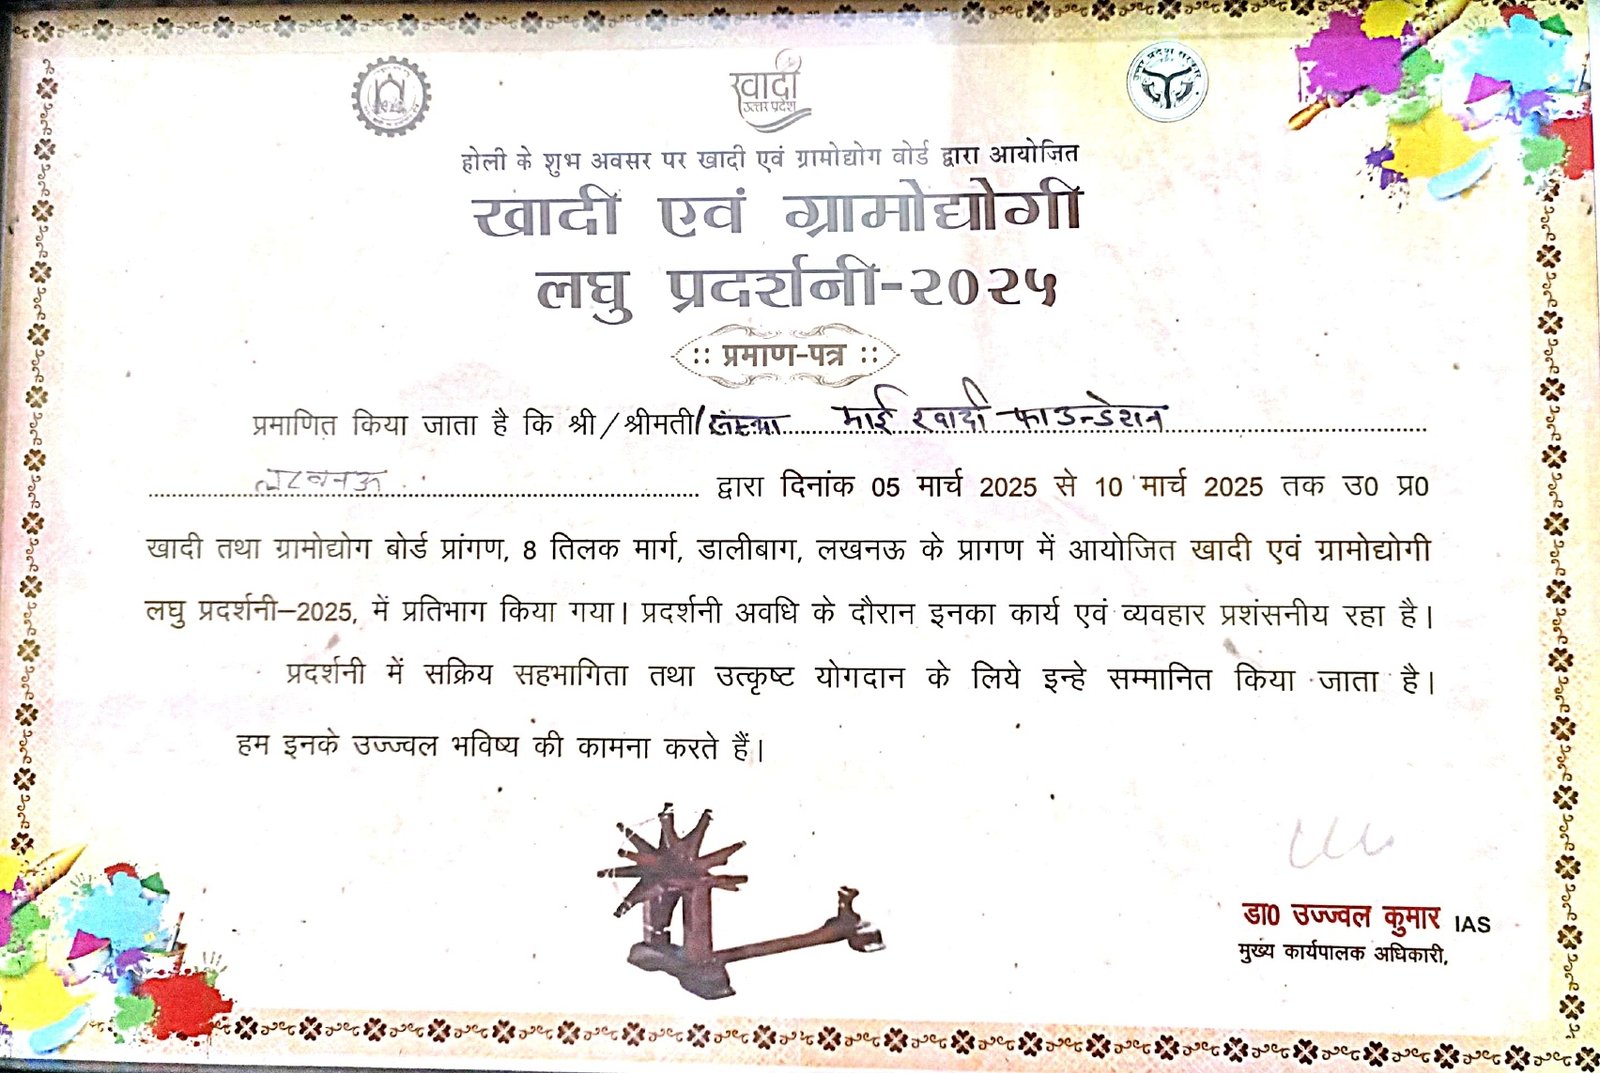 खादी
उत्तर प्रदेश
होली के शुभ अवसर पर खादी एवं ग्रामोद्योग वोर्ड द्वारा आयोजित
खादी एवं ग्रामोद्योगी
लघु प्रदर्शनी-२०२५
:: प्रमाण-पत्र ::
प्रमाणित किया जाता है कि श्री/श्रीमती/संस्था माई खादी फाउन्डेशन
लखनऊ द्वारा दिनांक 05 मार्च 2025 से 10 मार्च 2025 तक उ0 प्र0
खादी तथा ग्रामोद्योग बोर्ड प्रांगण, 8 तिलक मार्ग, डालीबाग, लखनऊ के प्रागण में आयोजित खादी एवं ग्रामोद्योगी
लघु प्रदर्शनी–2025, में प्रतिभाग किया गया। प्रदर्शनी अवधि के दौरान इनका कार्य एवं व्यवहार प्रशंसनीय रहा है।
प्रदर्शनी में सक्रिय सहभागिता तथा उत्कृष्ट योगदान के लिये इन्हे सम्मानित किया जाता है।
हम इनके उज्ज्वल भविष्य की कामना करते हैं।
डा0 उज्ज्वल कुमार IAS
मुख्य कार्यपालक अधिकारी,